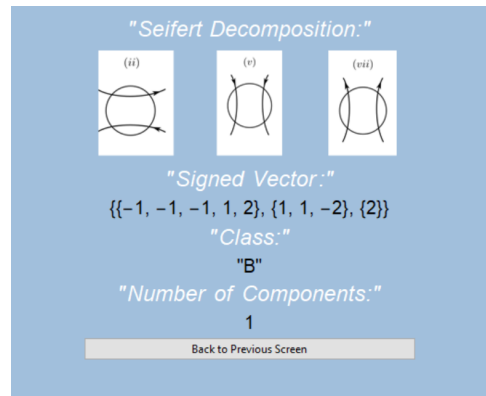 "Seifert Decomposition:"
(ii) (v) (vii)
"Signed Vector:"
{{−1, −1, −1, 1, 2}, {1, 1, −2}, {2}}
"Class:"
"B"
"Number of Components:"
1
Back to Previous Screen